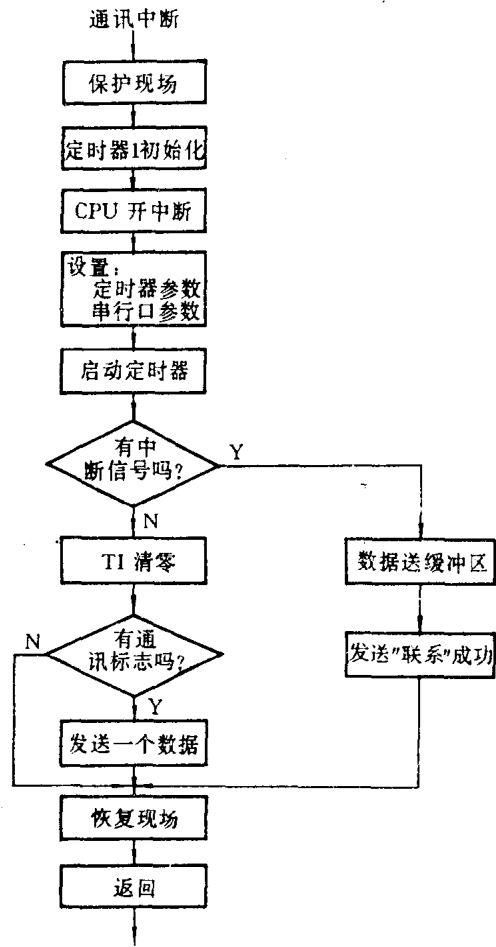 通讯中断
保护现场
定时器1初始化
CPU 开中断
设置：
定时器参数
串行口参数
启动定时器
有中
断信号吗？
Y
N
TI 清零
数据送缓冲区
有通
讯标志吗？
N
发送"联系"成功
Y
发送一个数据
恢复现场
返回